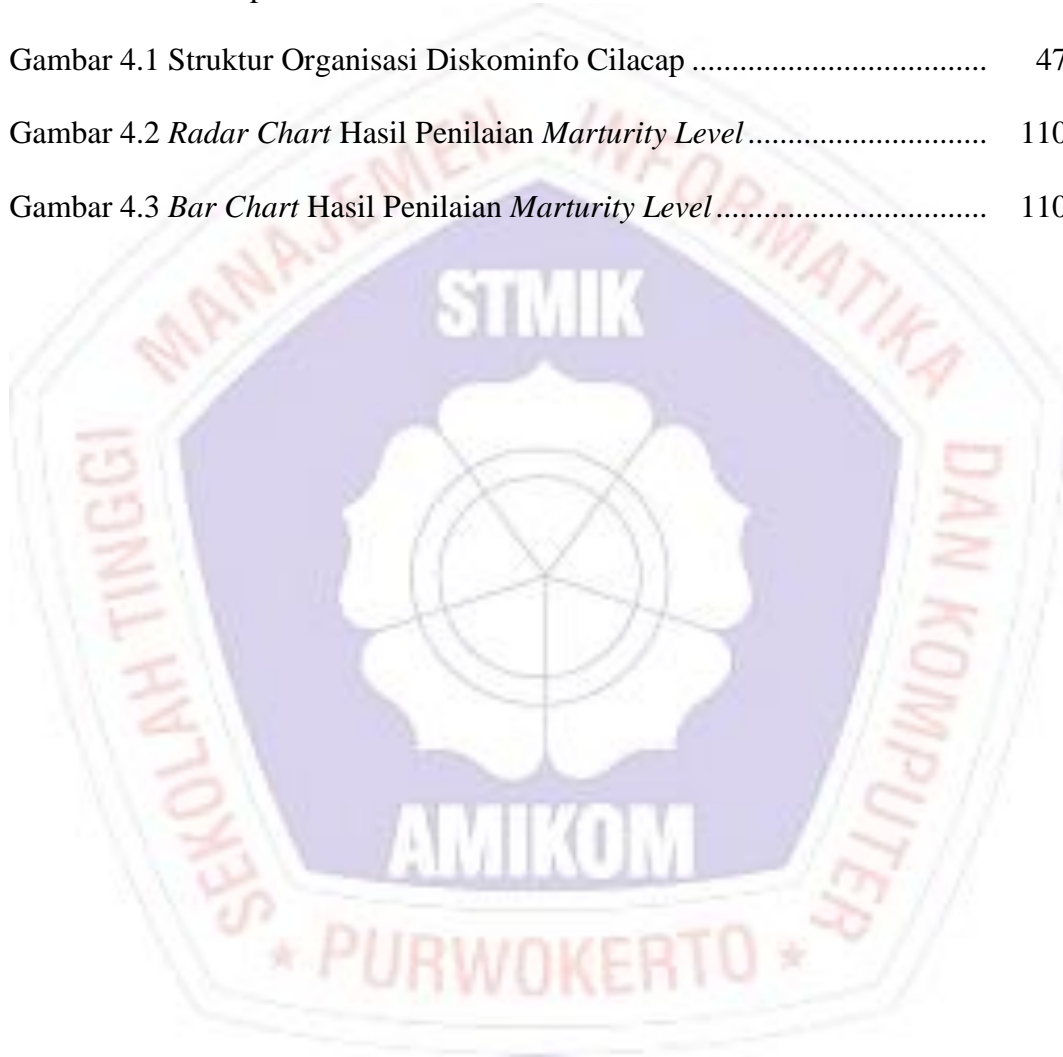 Gambar 4.1 Struktur Organisasi Diskominfo Cilacap ..................................... 47
Gambar 4.2 Radar Chart Hasil Penilaian Marturity Level .............................. 110
Gambar 4.3 Bar Chart Hasil Penilaian Marturity Level .................................. 110
SEKOLAH TINGGI MANAJEMEN INFORMATIKA DAN KOMPUTER
STMIK
AMIKOM
* PURWOKERTO *